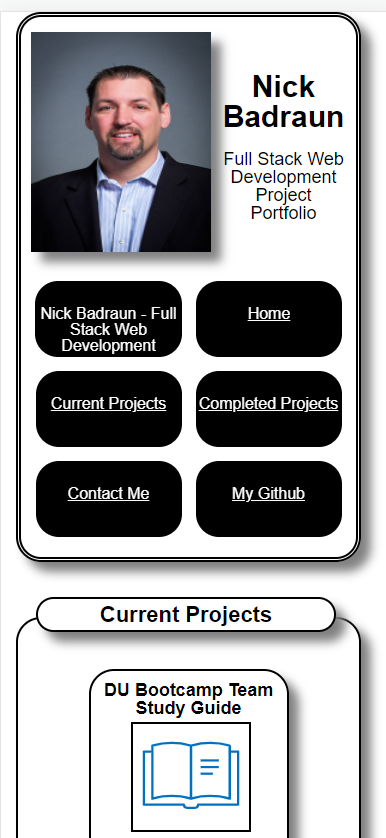 Nick
Badraun
Full Stack Web
Development
Project
Portfolio
Nick Badraun - Full
Stack Web
Development
Home
Current Projects
Completed Projects
Contact Me
My Github
Current Projects
DU Bootcamp Team
Study Guide